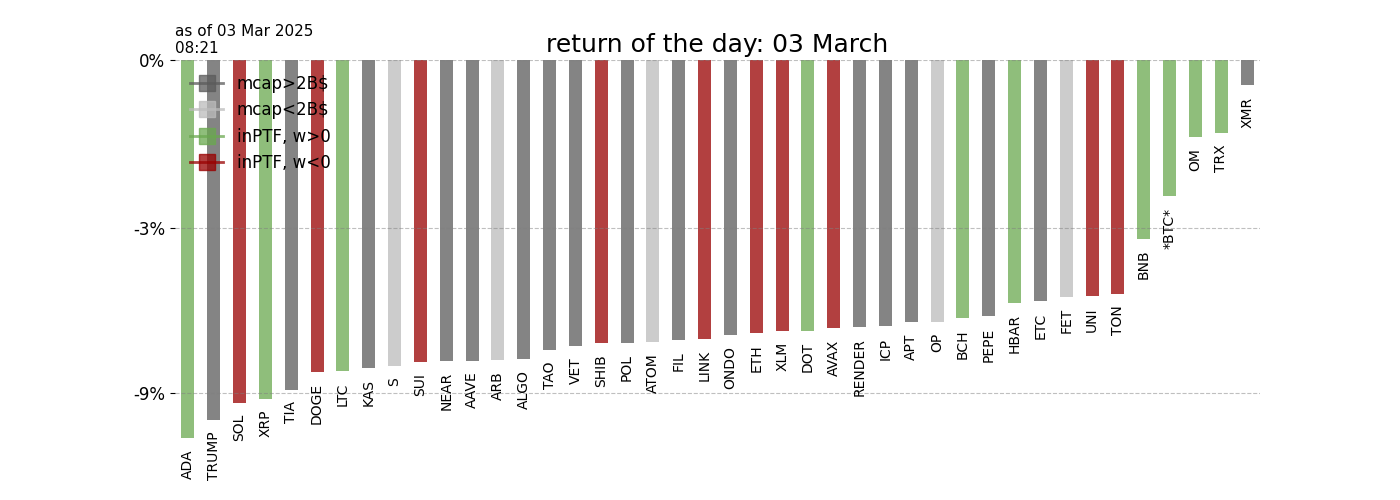 as of 03 Mar 2025
08:21
return of the day: 03 March
0%
mcap>2B$
mcap<2B$
inPTF, w>0
inPTF, w<0
-3%
-9%
ADA
TRUMP
SOL
XRP
TIA
DOGE
LTC
KAS
S
SUI
NEAR
AAVE
ARB
ALGO
TAO
VET
SHIB
POL
ATOM
FIL
LINK
ONDO
ETH
XLM
DOT
AVAX
RENDER
ICP
APT
OP
BCH
PEPE
HBAR
ETC
FET
UNI
TON
BNB
*BTC*
OM
TRX
XMR